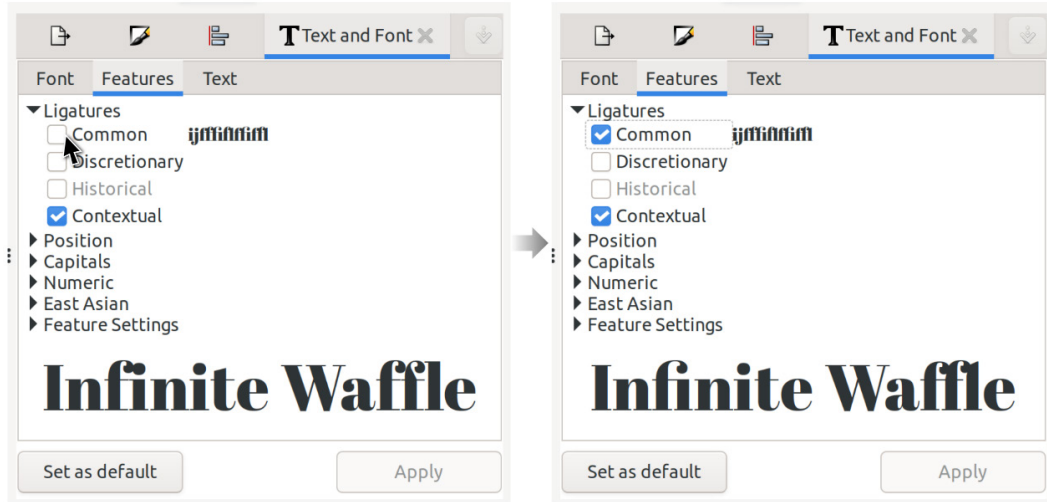 Text and Font
Font Features Text
Ligatures
Common ijffiflffiffl
Discretionary
Historical
Contextual
Position
Capitals
Numeric
East Asian
Feature Settings
Infinite Waffle
Set as default Apply
Text and Font
Font Features Text
Ligatures
Common
Discretionary
Historical
Contextual
Position
Capitals
Numeric
East Asian
Feature Settings
Infinite Waffle
Set as default Apply